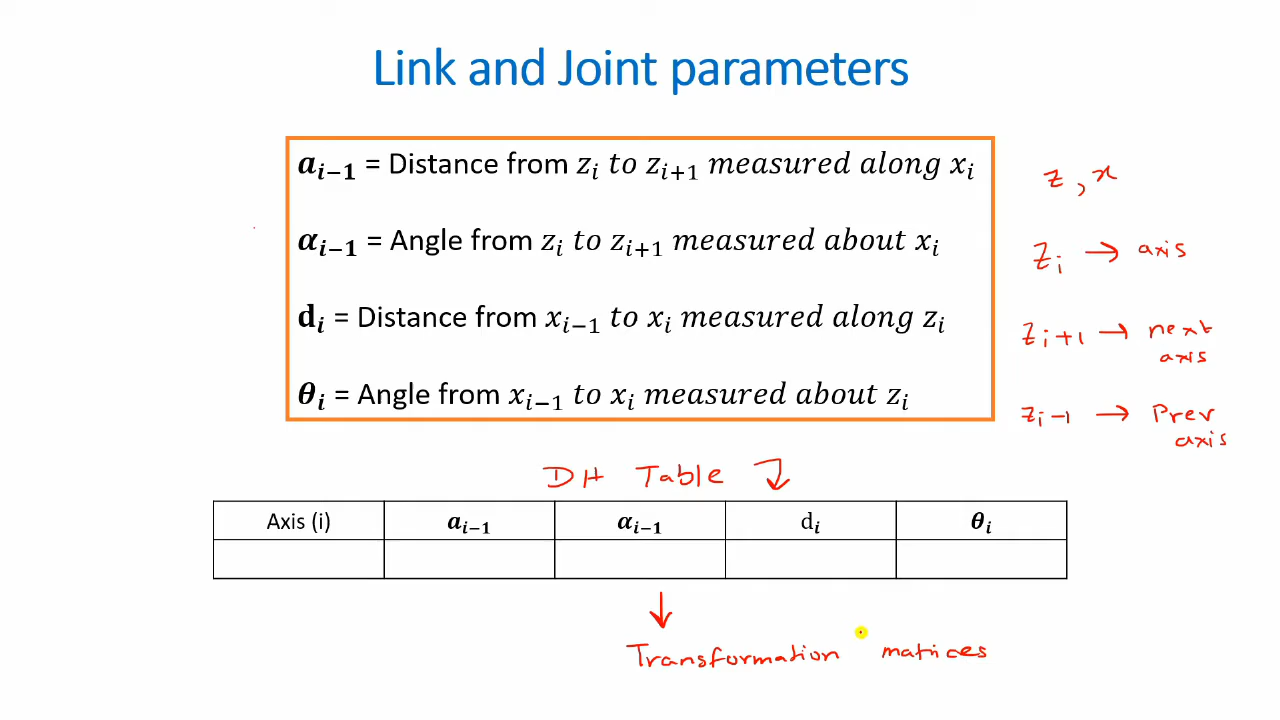 Link and Joint parameters
a_{i-1} = Distance from z_i to z_{i+1} measured along x_i
z , x
α_{i-1} = Angle from z_i to z_{i+1} measured about x_i
z_i → axis
d_i = Distance from x_{i-1} to x_i measured along z_i
z_{i+1} → next
axis
θ_i = Angle from x_{i-1} to x_i measured about z_i
z_{i-1} → Prev
axis
DH Table
Axis (i) a_{i-1} α_{i-1} d_i θ_i
Transformation matrices